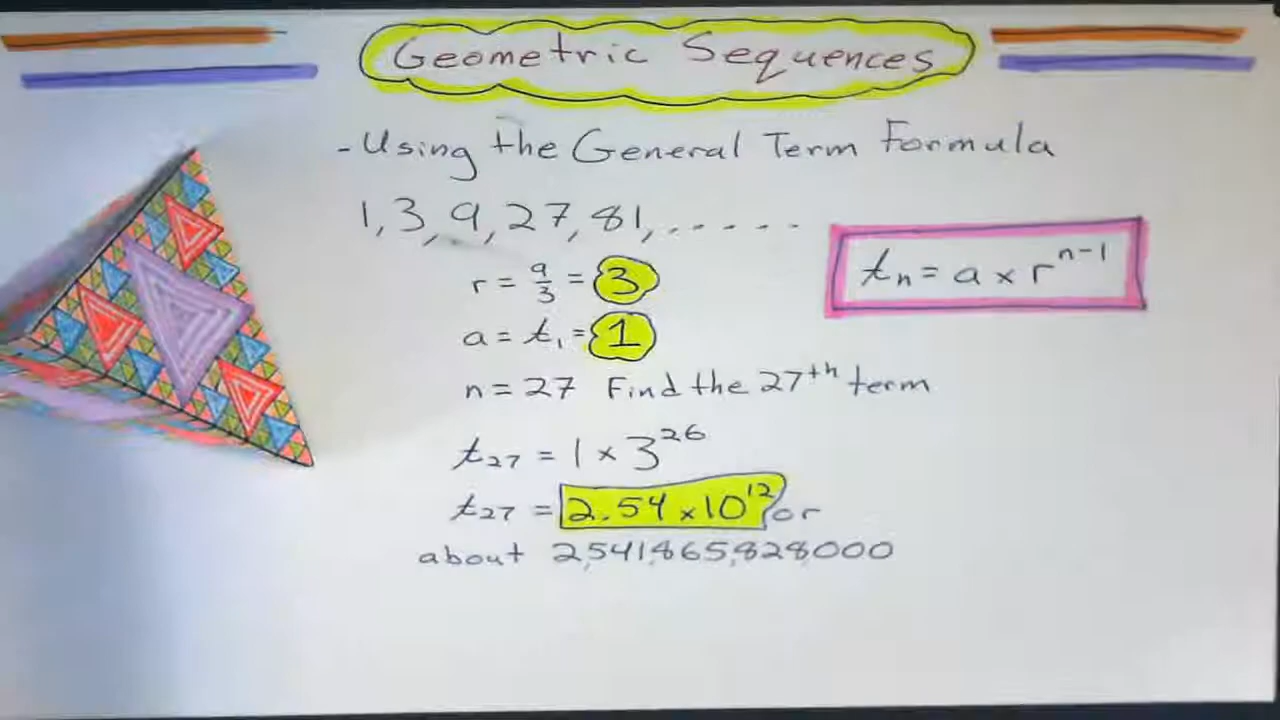 Geometric Sequences
- Using the General Term Formula
1, 3, 9, 27, 81, ......
tn = a x r^n-1
r = 9/3 = 3
a = t1 = 1
n = 27 Find the 27th term
t27 = 1 x 3^26
t27 = 2.54 x 10^12 or
about 2,541,865,828,000